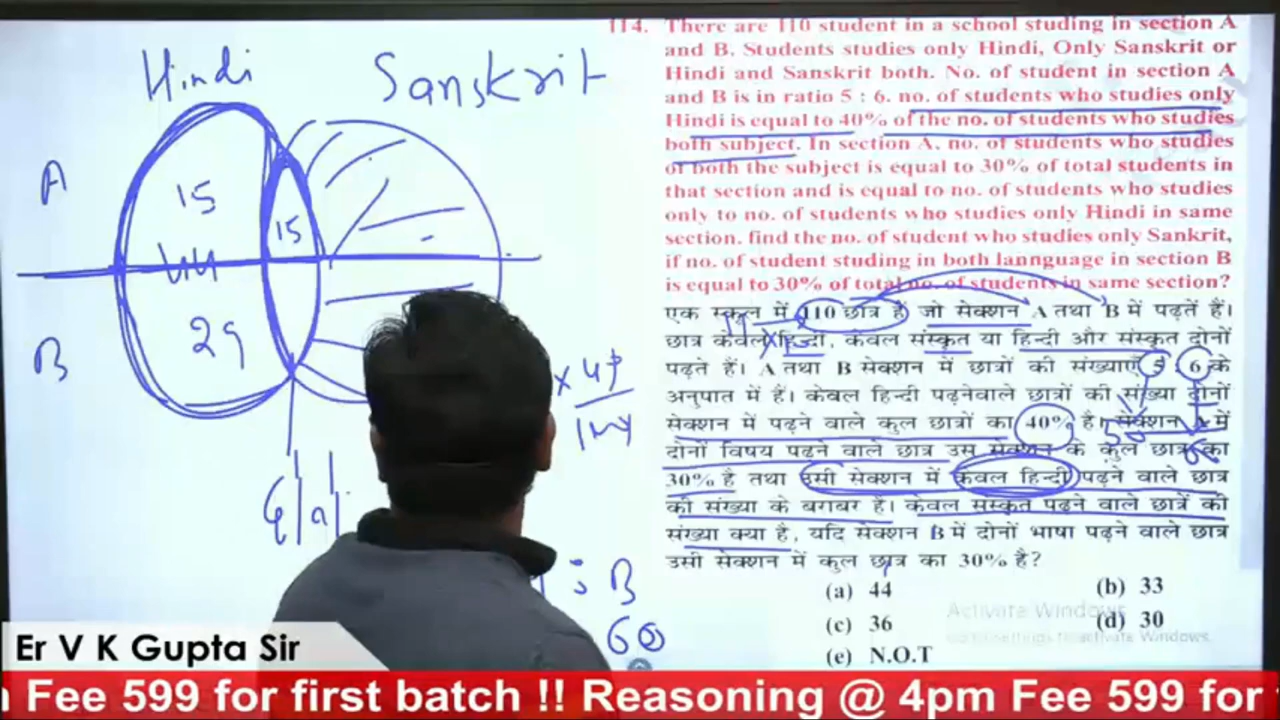 Hindi
Sanskrit
A
15
15
44
B
29
B
60
114. There are 110 student in a school studing in section A
and B. Students studies only Hindi, Only Sanskrit or
Hindi and Sanskrit both. No. of student in section A
and B is in ratio 5 : 6. no. of students who studies only
Hindi is equal to 40% of the no. of students who studies
both subject. In section A, no. of students who studies
of both the subject is equal to 30% of total students in
that section and is equal to no. of students who studies
only to no. of students who studies only Hindi in same
section. find the no. of student who studies only Sankrit,
if no. of student studing in both lannguage in section B
is equal to 30% of total no. of students in same section?
एक स्कूल में 110 छात्र है जो सेक्शन A तथा B में पढ़ते हैं।
छात्र केवल हिन्दी, केवल संस्कृत या हिन्दी और संस्कृत दोनों
पढ़ते हैं। A तथा B सेक्शन में छात्रों की संख्याएँ 5 6 के
अनुपात में हैं। केवल हिन्दी पढ़नेवाले छात्रों की संख्या दोनों
सेक्शन में पढ़ने वाले कुल छात्रों का 40% है। सेक्शन A में
दोनों विषय पढ़ने वाले छात्र उस सेक्शन के कुल छात्र का
30% है तथा उसी सेक्शन में केवल हिन्दी पढ़ने वाले छात्र
की संख्या के बराबर है। केवल संस्कृत पढ़ने वाले छात्रें की
संख्या क्या है, यदि सेक्शन B में दोनों भाषा पढ़ने वाले छात्र
उसी सेक्शन में कुल छात्र का 30% है?
(a) 44
(b) 33
(c) 36
(d) 30
(e) N.O.T
Activate Windows
Er V K Gupta Sir
Fee 599 for first batch !! Reasoning @ 4pm Fee 599 for